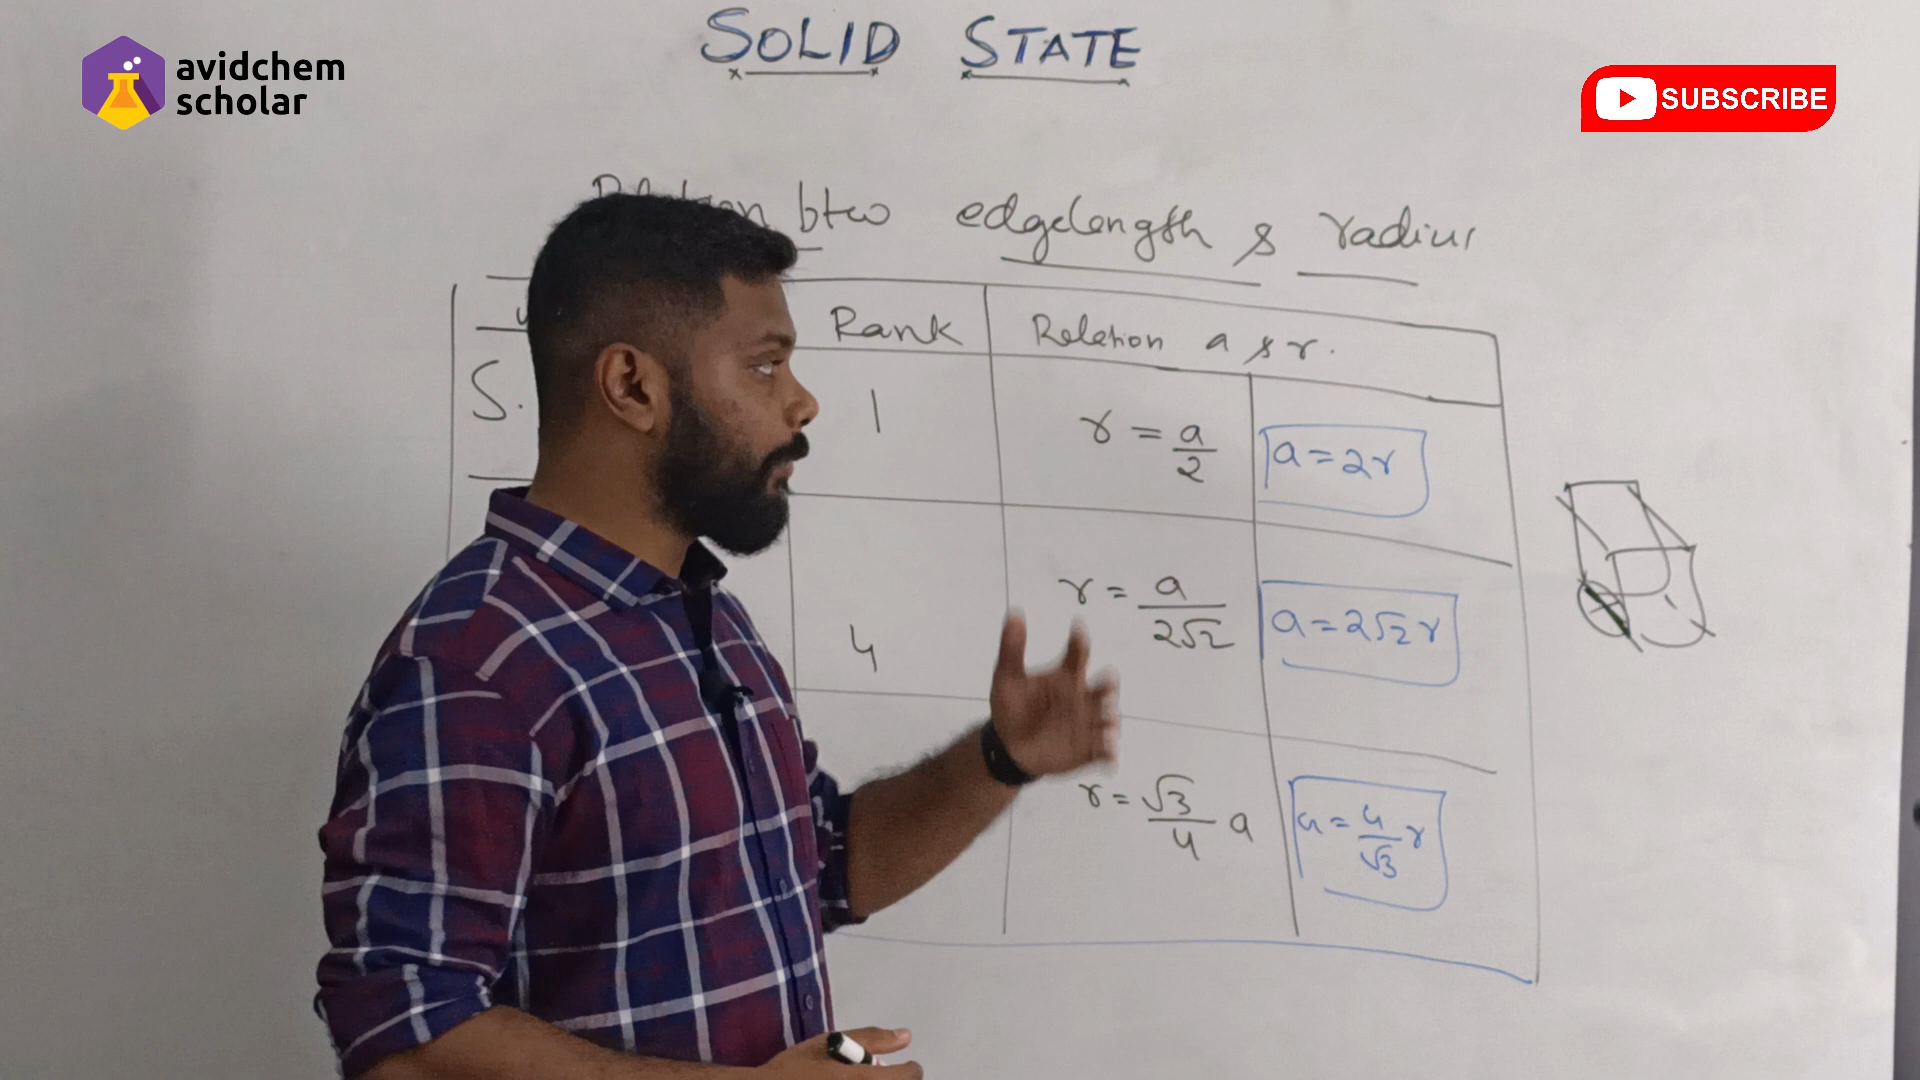 avidchem
scholar
SOLID STATE
SUBSCRIBE
btw edgelength & radius
Rank Relation a & r.
S. 1 r = a/2 a = 2r
4 r = a/2√2 a = 2√2 r
r = √3/4 a a = 4/√3 r